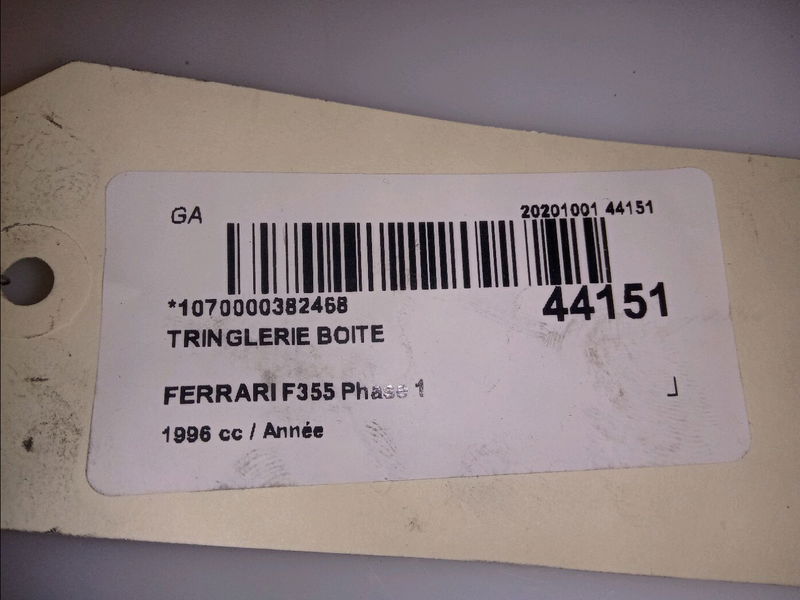 GA
20201001 44151
*1070000382468
44151
TRINGLERIE BOITE
FERRARI F355 Phase 1
1996 cc / Année